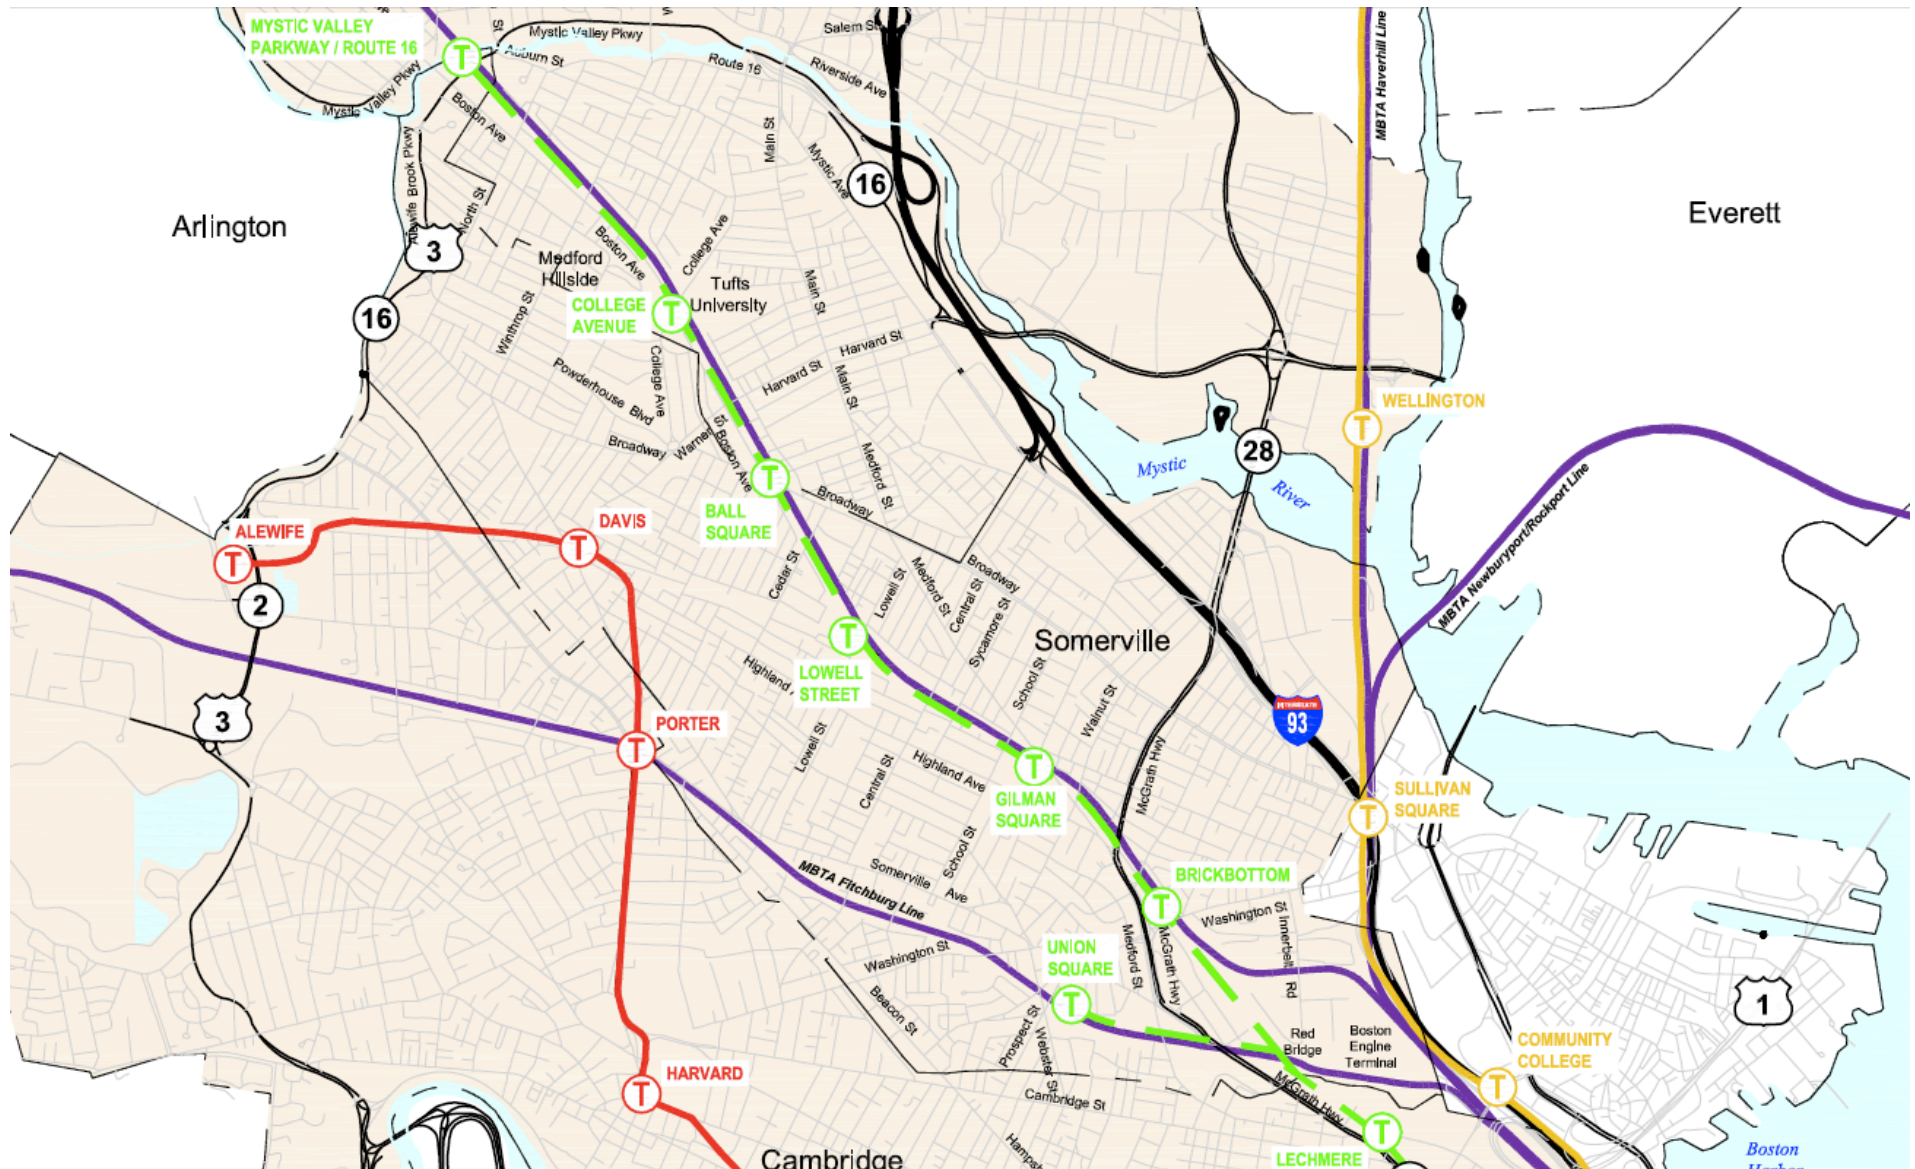 MYSTIC VALLEY
PARKWAY / ROUTE 16
T
Mystic Valley Pkwy
Auburn St
Salem St
Route 16
Riverside Ave
Mystic Valley Pkwy
MBTA Haverhill Line
Boston Ave
Alewife Brook Pkwy
North St
Main St
Mystic Ave
16
Arlington
Everett
3
Medford
Hillside
Boston Ave
College Ave
Tufts
University
COLLEGE
AVENUE
T
16
Winthrop St
Main St
Harvard St
Harvard St
College Ave
Powderhouse Blvd
Main St
Broadway
Warner St
Boston Ave
Medford St
WELLINGTON
T
28
Mystic
River
T
BALL
SQUARE
Broadway
MBTA Newburyport/Rockport Line
ALEWIFE
T
DAVIS
T
2
Cedar St
Lowell St
Medford St
Central St
Broadway
Sycamore St
Somerville
T
LOWELL
STREET
Highland
School St
Walnut St
3
PORTER
T
Lowell St
Central St
Highland Ave
T
GILMAN
SQUARE
McGrath Hwy
INTERSTATE
93
SULLIVAN
SQUARE
T
MBTA Fitchburg Line
Somerville Ave
School St
BRICKBOTTOM
T
Washington St
Innerbelt Rd
Washington St
UNION
SQUARE
T
Medford St
McGrath Hwy
Beacon St
Prospect St
Webster St
Red
Bridge
Boston
Engine
Terminal
1
COMMUNITY
COLLEGE
T
HARVARD
T
Cambridge St
McGrath Hwy
T
LECHMERE
Cambridge
Boston